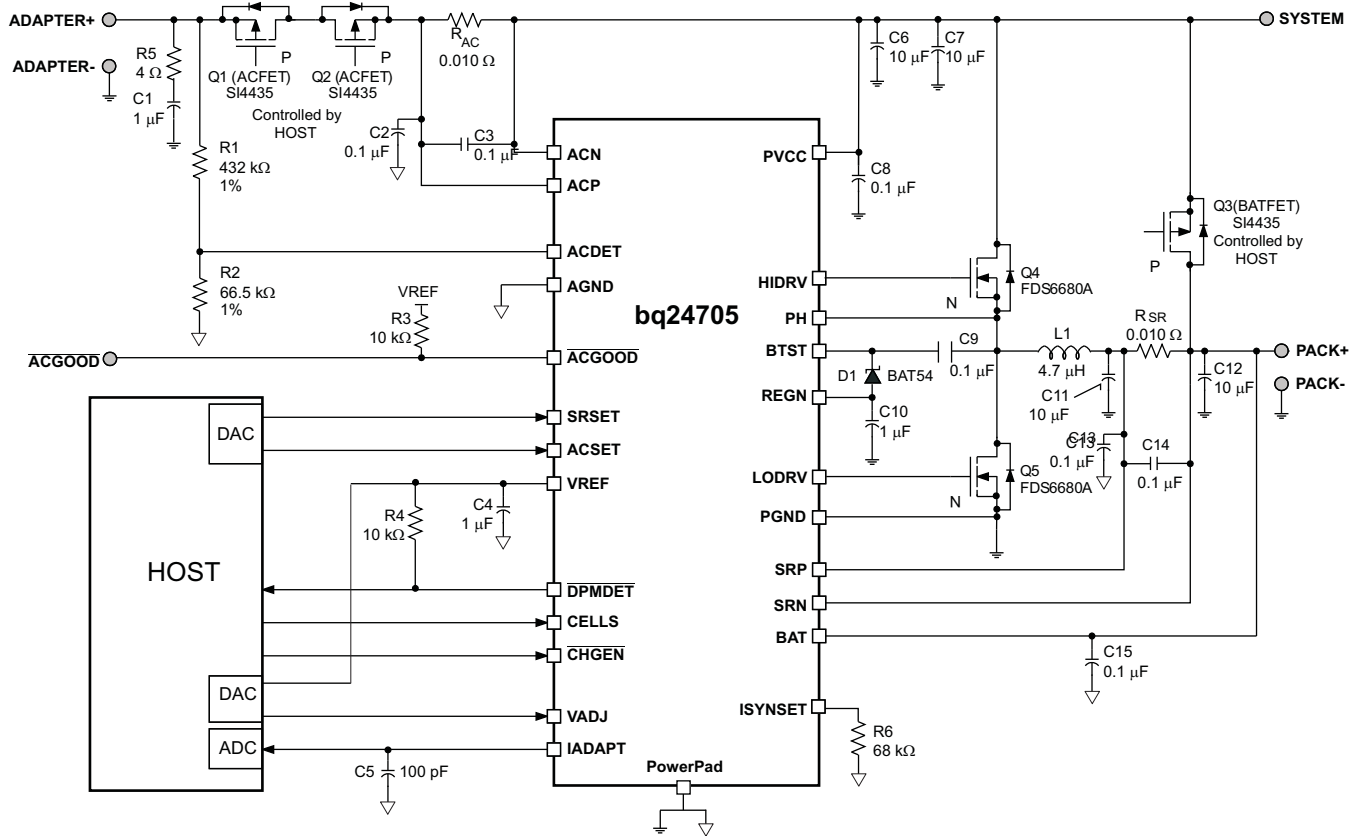 ADAPTER+
ADAPTER-
R5
4 Ω
C1
1 µF
P
Q1 (ACFET)
SI4435
P
Q2 (ACFET)
SI4435
Controlled by
HOST
RAC
0.010 Ω
C2
0.1 µF
C3
0.1 µF
R1
432 kΩ
1%
R2
66.5 kΩ
1%
VREF
R3
10 kΩ
ACGOOD
HOST
DAC
DAC
ADC
R4
10 kΩ
C4
1 µF
C5
100 pF
bq24705
ACN
ACP
ACDET
AGND
ACGOOD
SRSET
ACSET
VREF
DPMDET
CELLS
CHGEN
VADJ
IADAPT
PowerPad
PVCC
HIDRV
PH
BTST
REGN
LODRV
PGND
SRP
SRN
BAT
ISYNSET
SYSTEM
C6
10 µF
C7
10 µF
C8
0.1 µF
Q3(BATFET)
SI4435
Controlled by
HOST
P
Q4
FDS6680A
N
C9
0.1 µF
D1
BAT54
C10
1 µF
L1
4.7 µH
RSR
0.010 Ω
C11
10 µF
C12
10 µF
PACK+
PACK-
C13
0.1 µF
C14
0.1 µF
Q5
FDS6680A
N
C15
0.1 µF
R6
68 kΩ